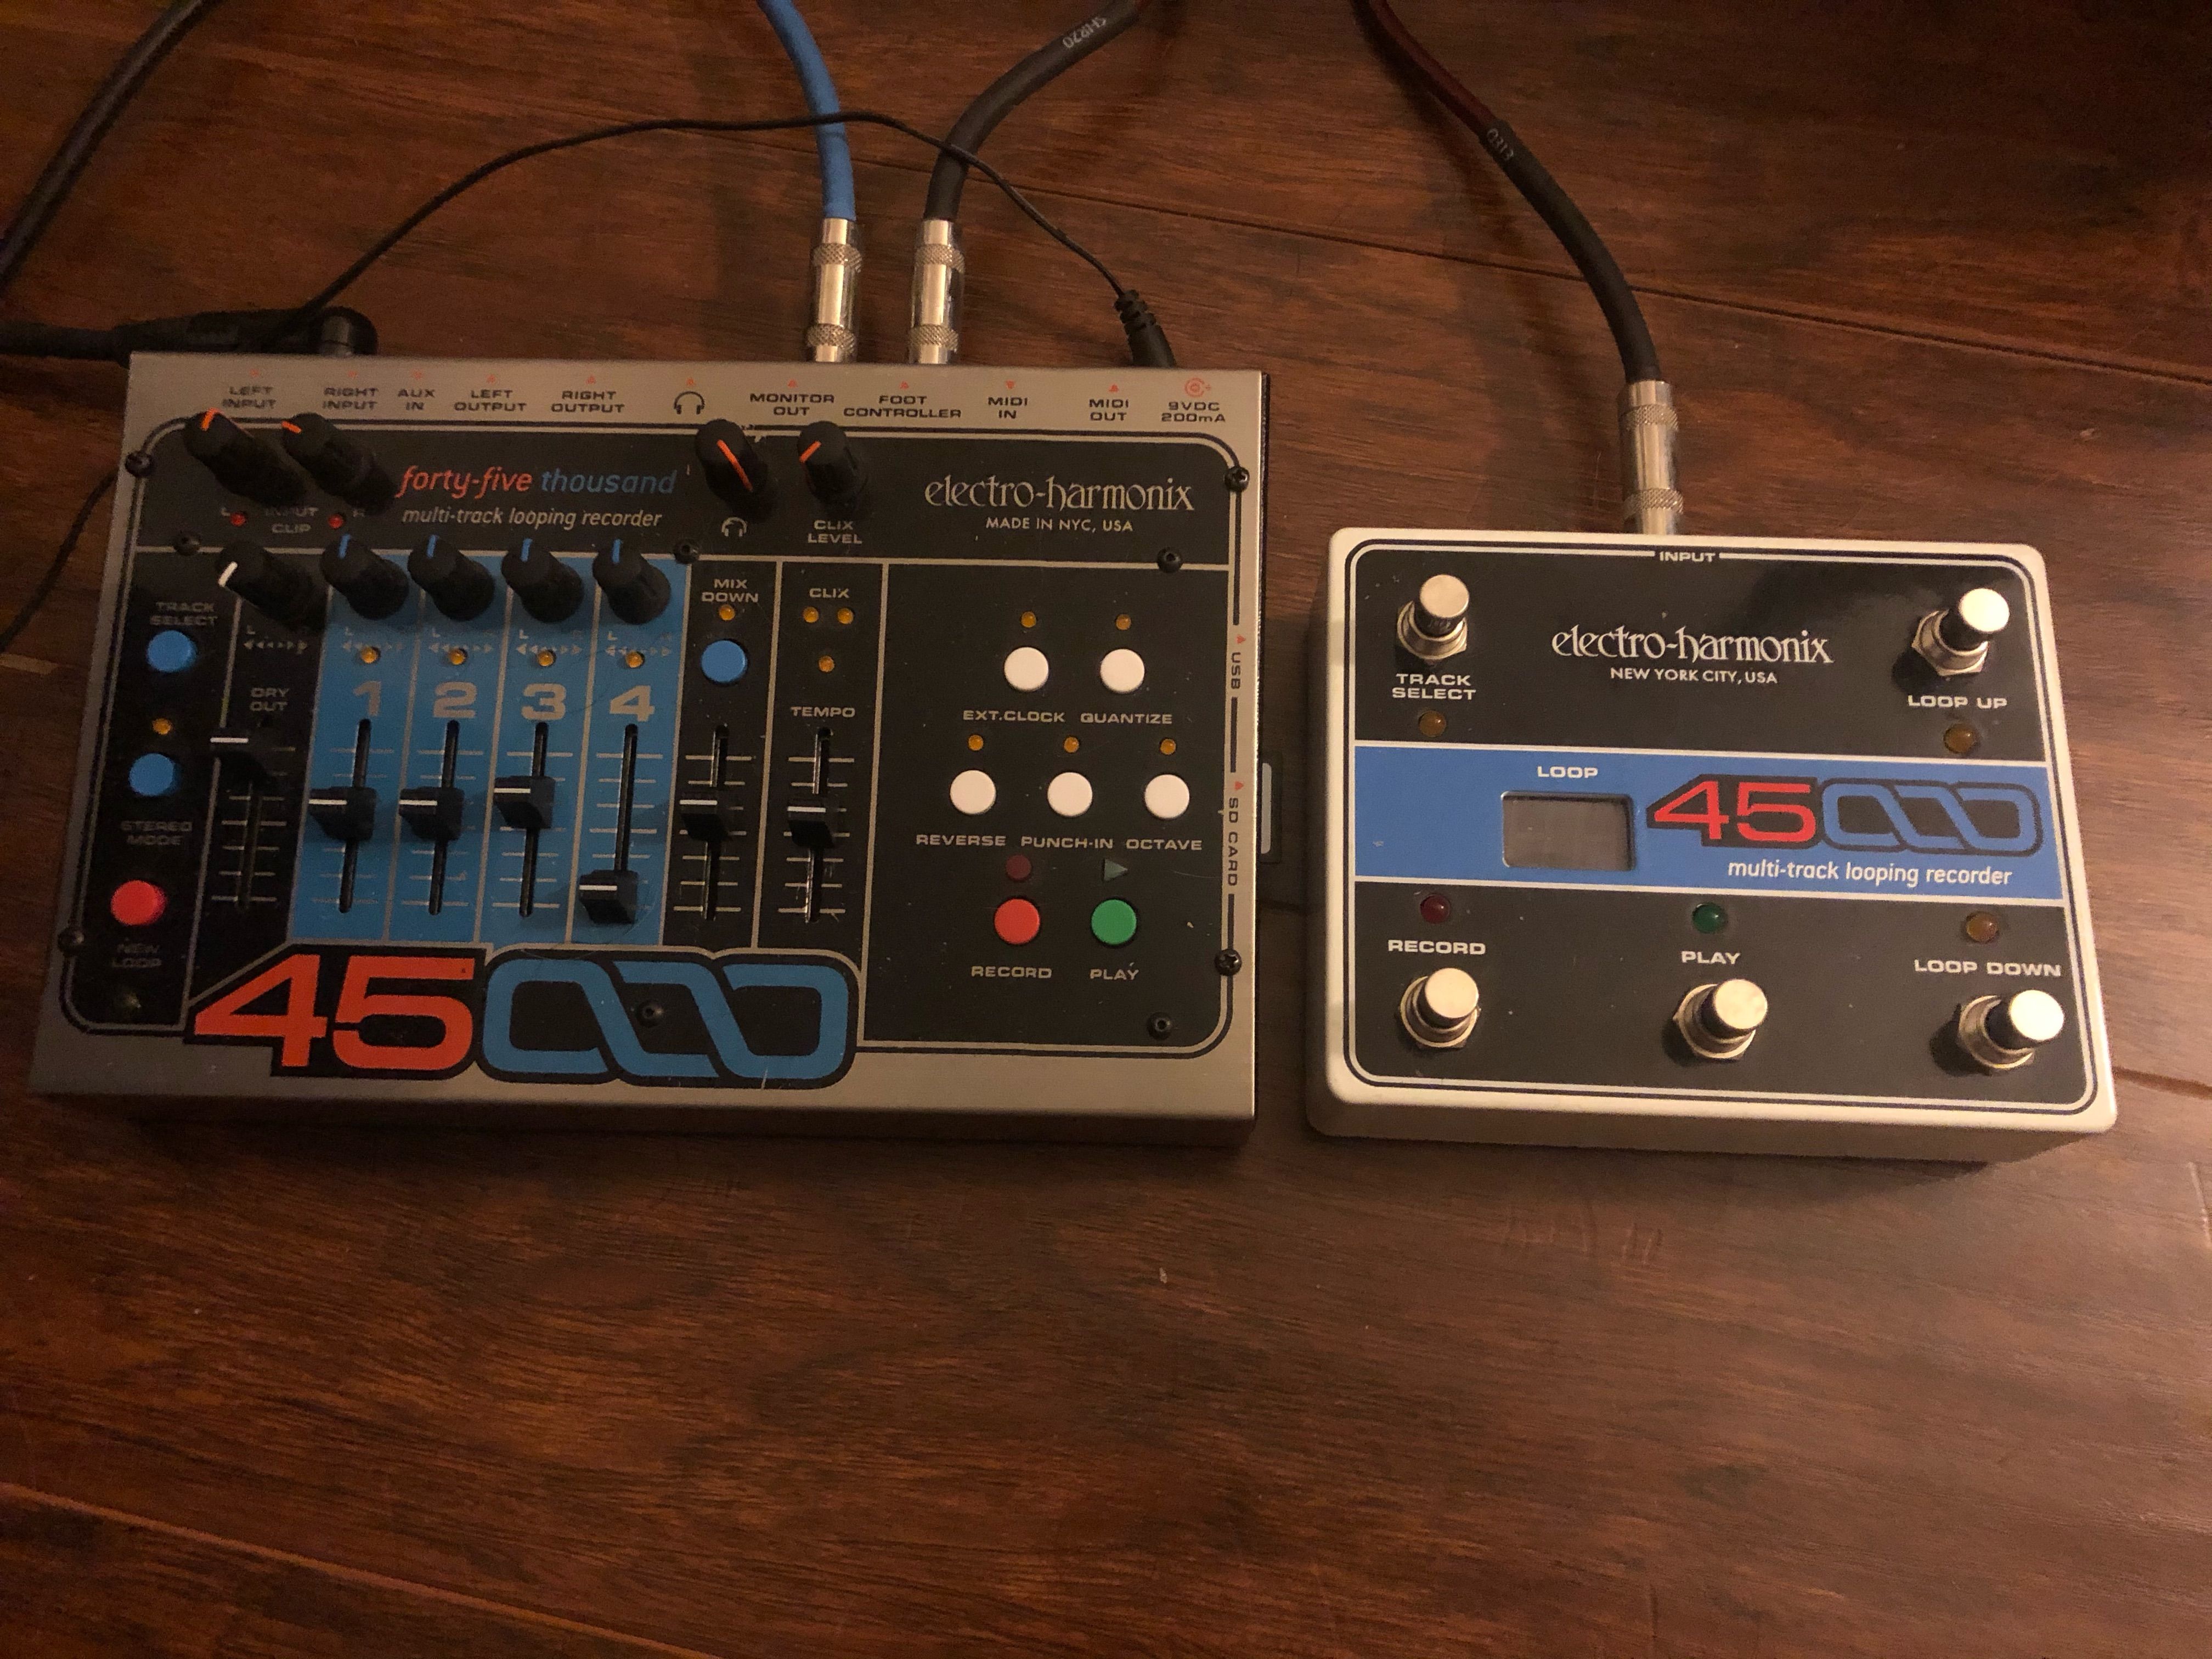 SHR20
0313
LEFT INPUT
RIGHT INPUT
AUX IN
LEFT OUTPUT
RIGHT OUTPUT
MONITOR OUT
FOOT CONTROLLER
MIDI IN
MIDI OUT
9VDC 200mA
forty-five thousand
multi-track looping recorder
electro-harmonix
MADE IN NYC, USA
L INPUT R
CLIP
CLIX LEVEL
TRACK SELECT
STEREO MODE
NEW LOOP
L
DRY OUT
L
1
L
2
L
3
L
4
MIX DOWN
CLIX
TEMPO
EXT.CLOCK
QUANTIZE
REVERSE
PUNCH-IN
OCTAVE
RECORD
PLAY
USB
SD CARD
45000
INPUT
electro-harmonix
NEW YORK CITY, USA
TRACK SELECT
LOOP UP
LOOP
45000
multi-track looping recorder
RECORD
PLAY
LOOP DOWN